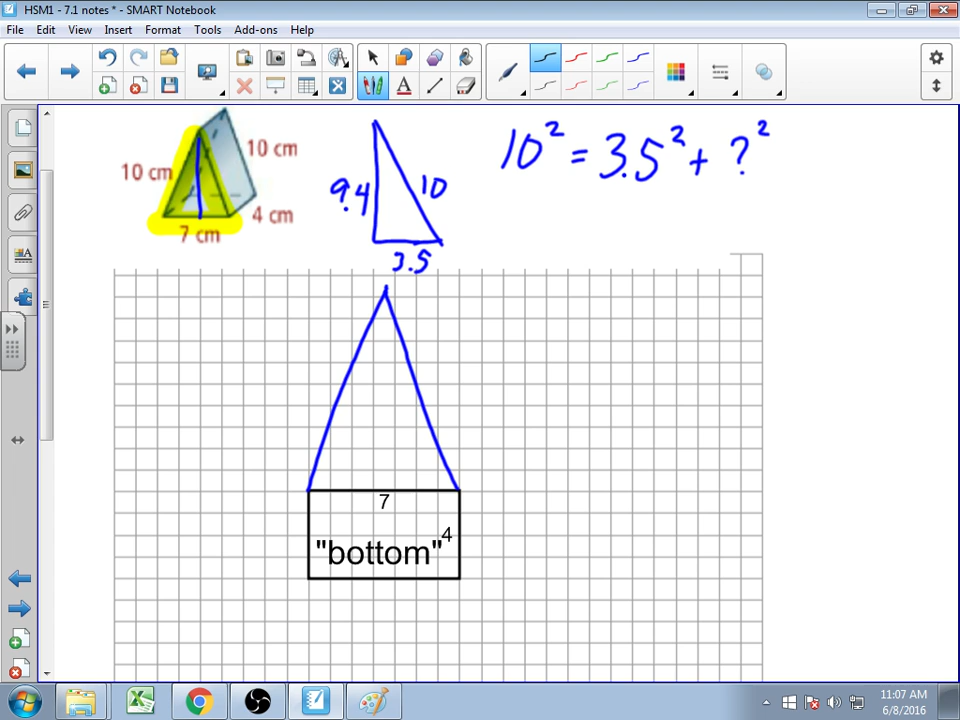 HSM1 - 7.1 notes * - SMART Notebook
File Edit View Insert Format Tools Add-ons Help
10² = 3.5² + ?²
10 cm
10 cm
4 cm
7 cm
9.4
10
3.5
7
4
"bottom"
11:07 AM
6/8/2016